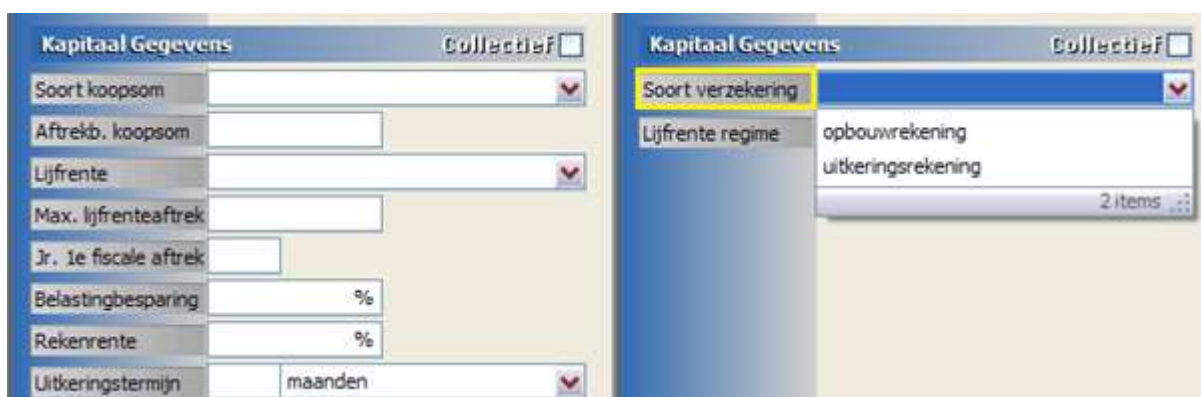 Kapitaal Gegevens Collectief
Soort koopsom
Aftrekb. koopsom
Lijfrente
Max. lijfrenteaftrek
Jr. 1e fiscale aftrek
Belastingbesparing %
Rekenrente %
Uitkeringstermijn maanden
Kapitaal Gegevens Collectief
Soort verzekering
Lijfrente regime
opbouwrekening
uitkeringsrekening
2 items